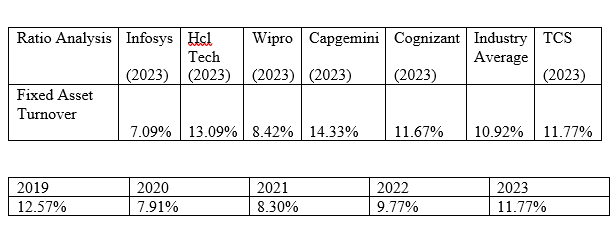 Ratio Analysis Infosys Hcl Wipro Capgemini Cognizant Industry TCS
Tech Average
(2023) (2023) (2023) (2023) (2023) (2023)
Fixed Asset
Turnover
7.09% 13.09% 8.42% 14.33% 11.67% 10.92% 11.77%
2019 2020 2021 2022 2023
12.57% 7.91% 8.30% 9.77% 11.77%